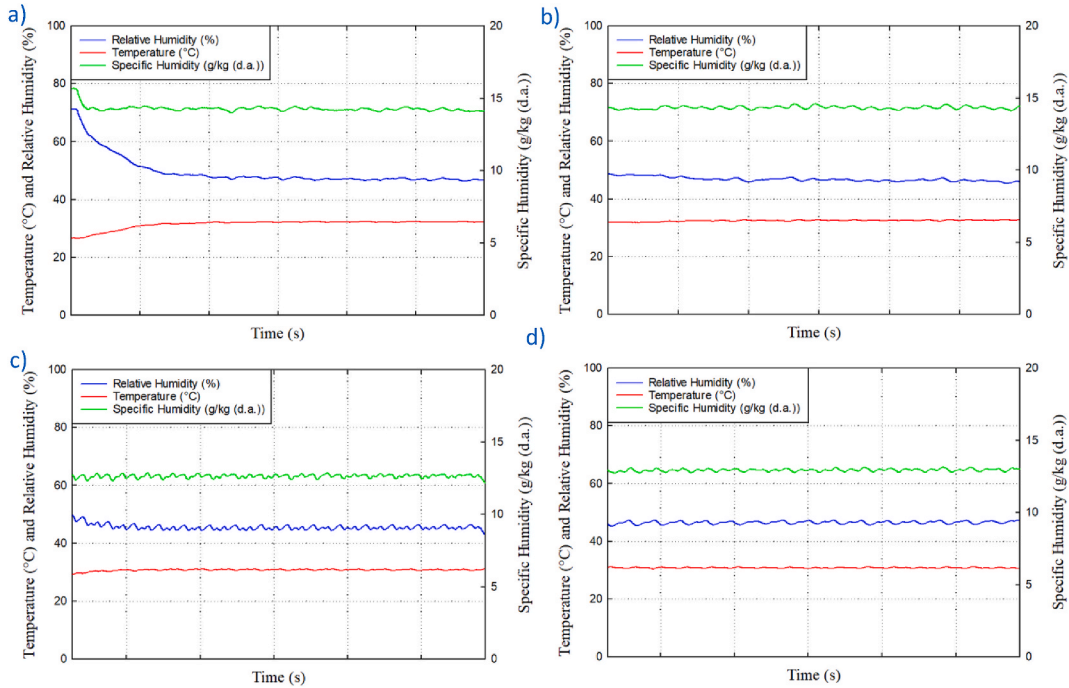 a)
Temperature (°C) and Relative Humidity (%)
100
80
60
40
20
0
Relative Humidity (%)
Temperature (°C)
Specific Humidity (g/kg (d.a.))
20
15
10
5
0
Specific Humidity (g/kg (d.a.))
Time (s)
b)
Temperature (°C) and Relative Humidity (%)
100
80
60
40
20
0
Relative Humidity (%)
Temperature (°C)
Specific Humidity (g/kg (d.a.))
20
15
10
5
0
Specific Humidity (g/kg (d.a.))
Time (s)
c)
Temperature (°C) and Relative Humidity (%)
100
80
60
40
20
0
Relative Humidity (%)
Temperature (°C)
Specific Humidity (g/kg (d.a.))
20
15
10
5
0
Specific Humidity (g/kg (d.a.))
Time (s)
d)
Temperature (°C) and Relative Humidity (%)
100
80
60
40
20
0
Relative Humidity (%)
Temperature (°C)
Specific Humidity (g/kg (d.a.))
20
15
10
5
0
Specific Humidity (g/kg (d.a.))
Time (s)